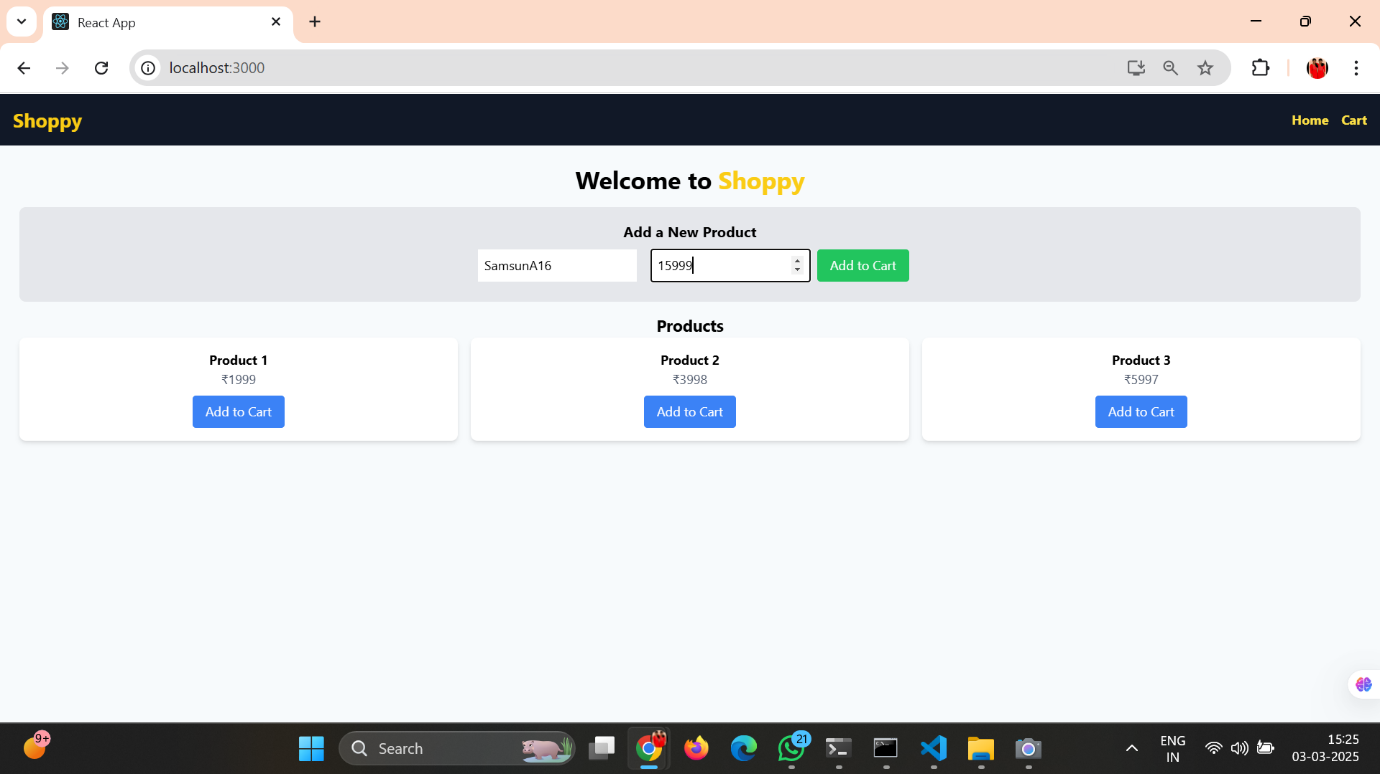 React App
localhost:3000
Shoppy
Home Cart
Welcome to Shoppy
Add a New Product
SamsunA16 15999 Add to Cart
Products
Product 1 Product 2 Product 3
₹1999 ₹3998 ₹5997
Add to Cart Add to Cart Add to Cart
9+ Search 21 ENG IN 15:25
03-03-2025